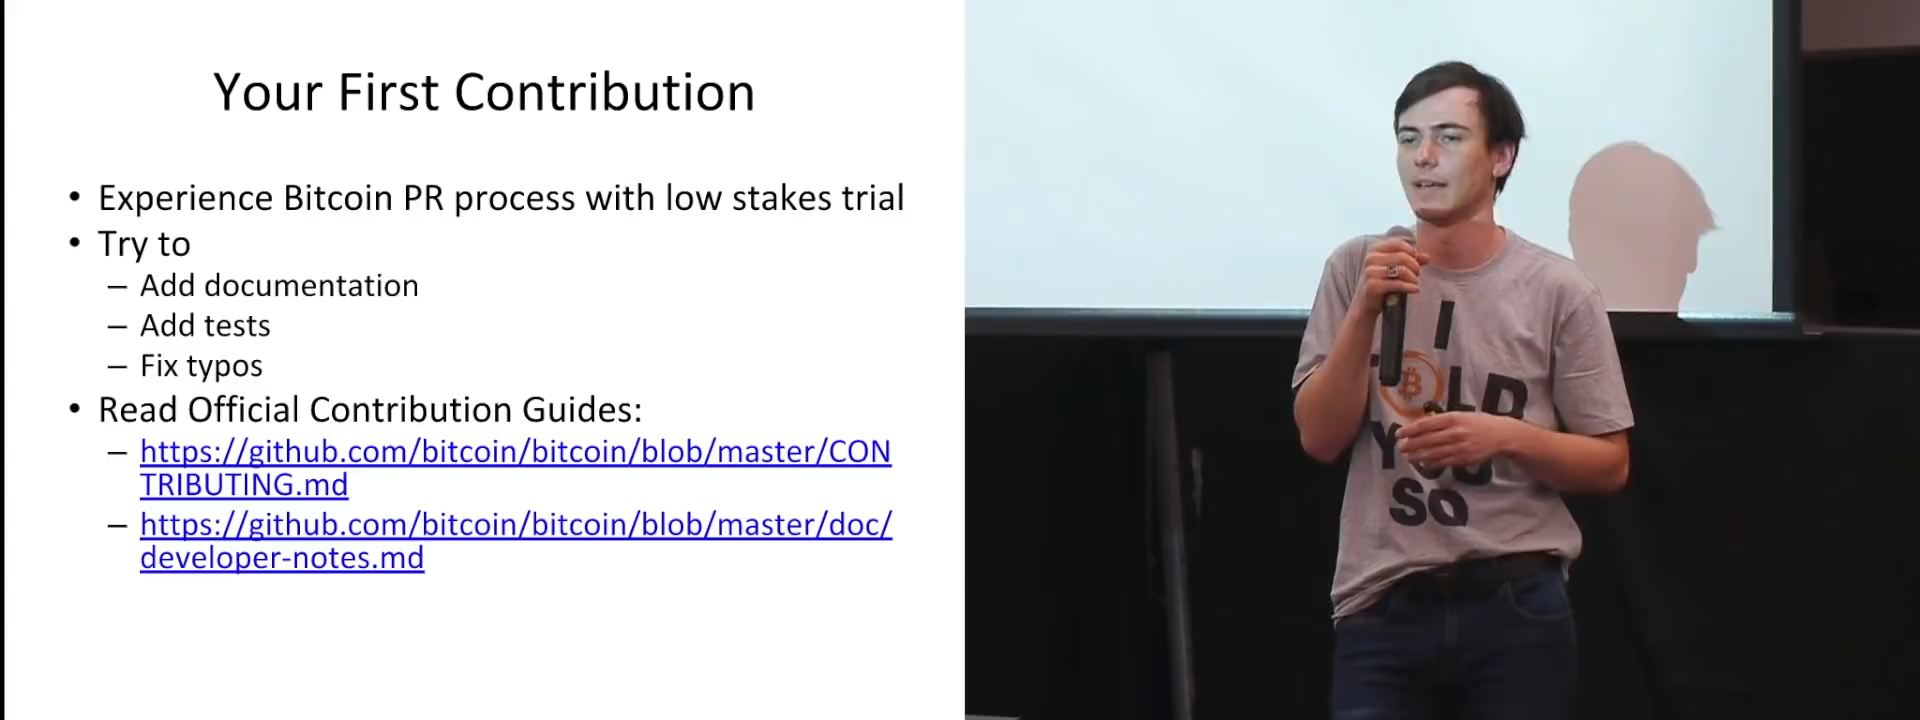 Your First Contribution
• Experience Bitcoin PR process with low stakes trial
• Try to
– Add documentation
– Add tests
– Fix typos
• Read Official Contribution Guides:
– https://github.com/bitcoin/bitcoin/blob/master/CON
TRIBUTING.md
– https://github.com/bitcoin/bitcoin/blob/master/doc/
developer-notes.md
I
YOU
SO